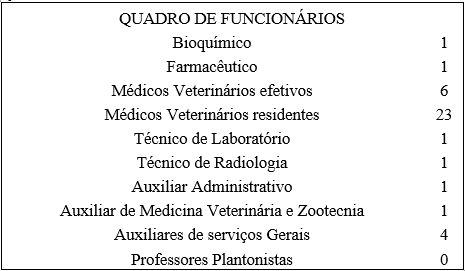 QUADRO DE FUNCIONÁRIOS
Bioquímico 1
Farmacêutico 1
Médicos Veterinários efetivos 6
Médicos Veterinários residentes 23
Técnico de Laboratório 1
Técnico de Radiologia 1
Auxiliar Administrativo 1
Auxiliar de Medicina Veterinária e Zootecnia 1
Auxiliares de serviços Gerais 4
Professores Plantonistas 0